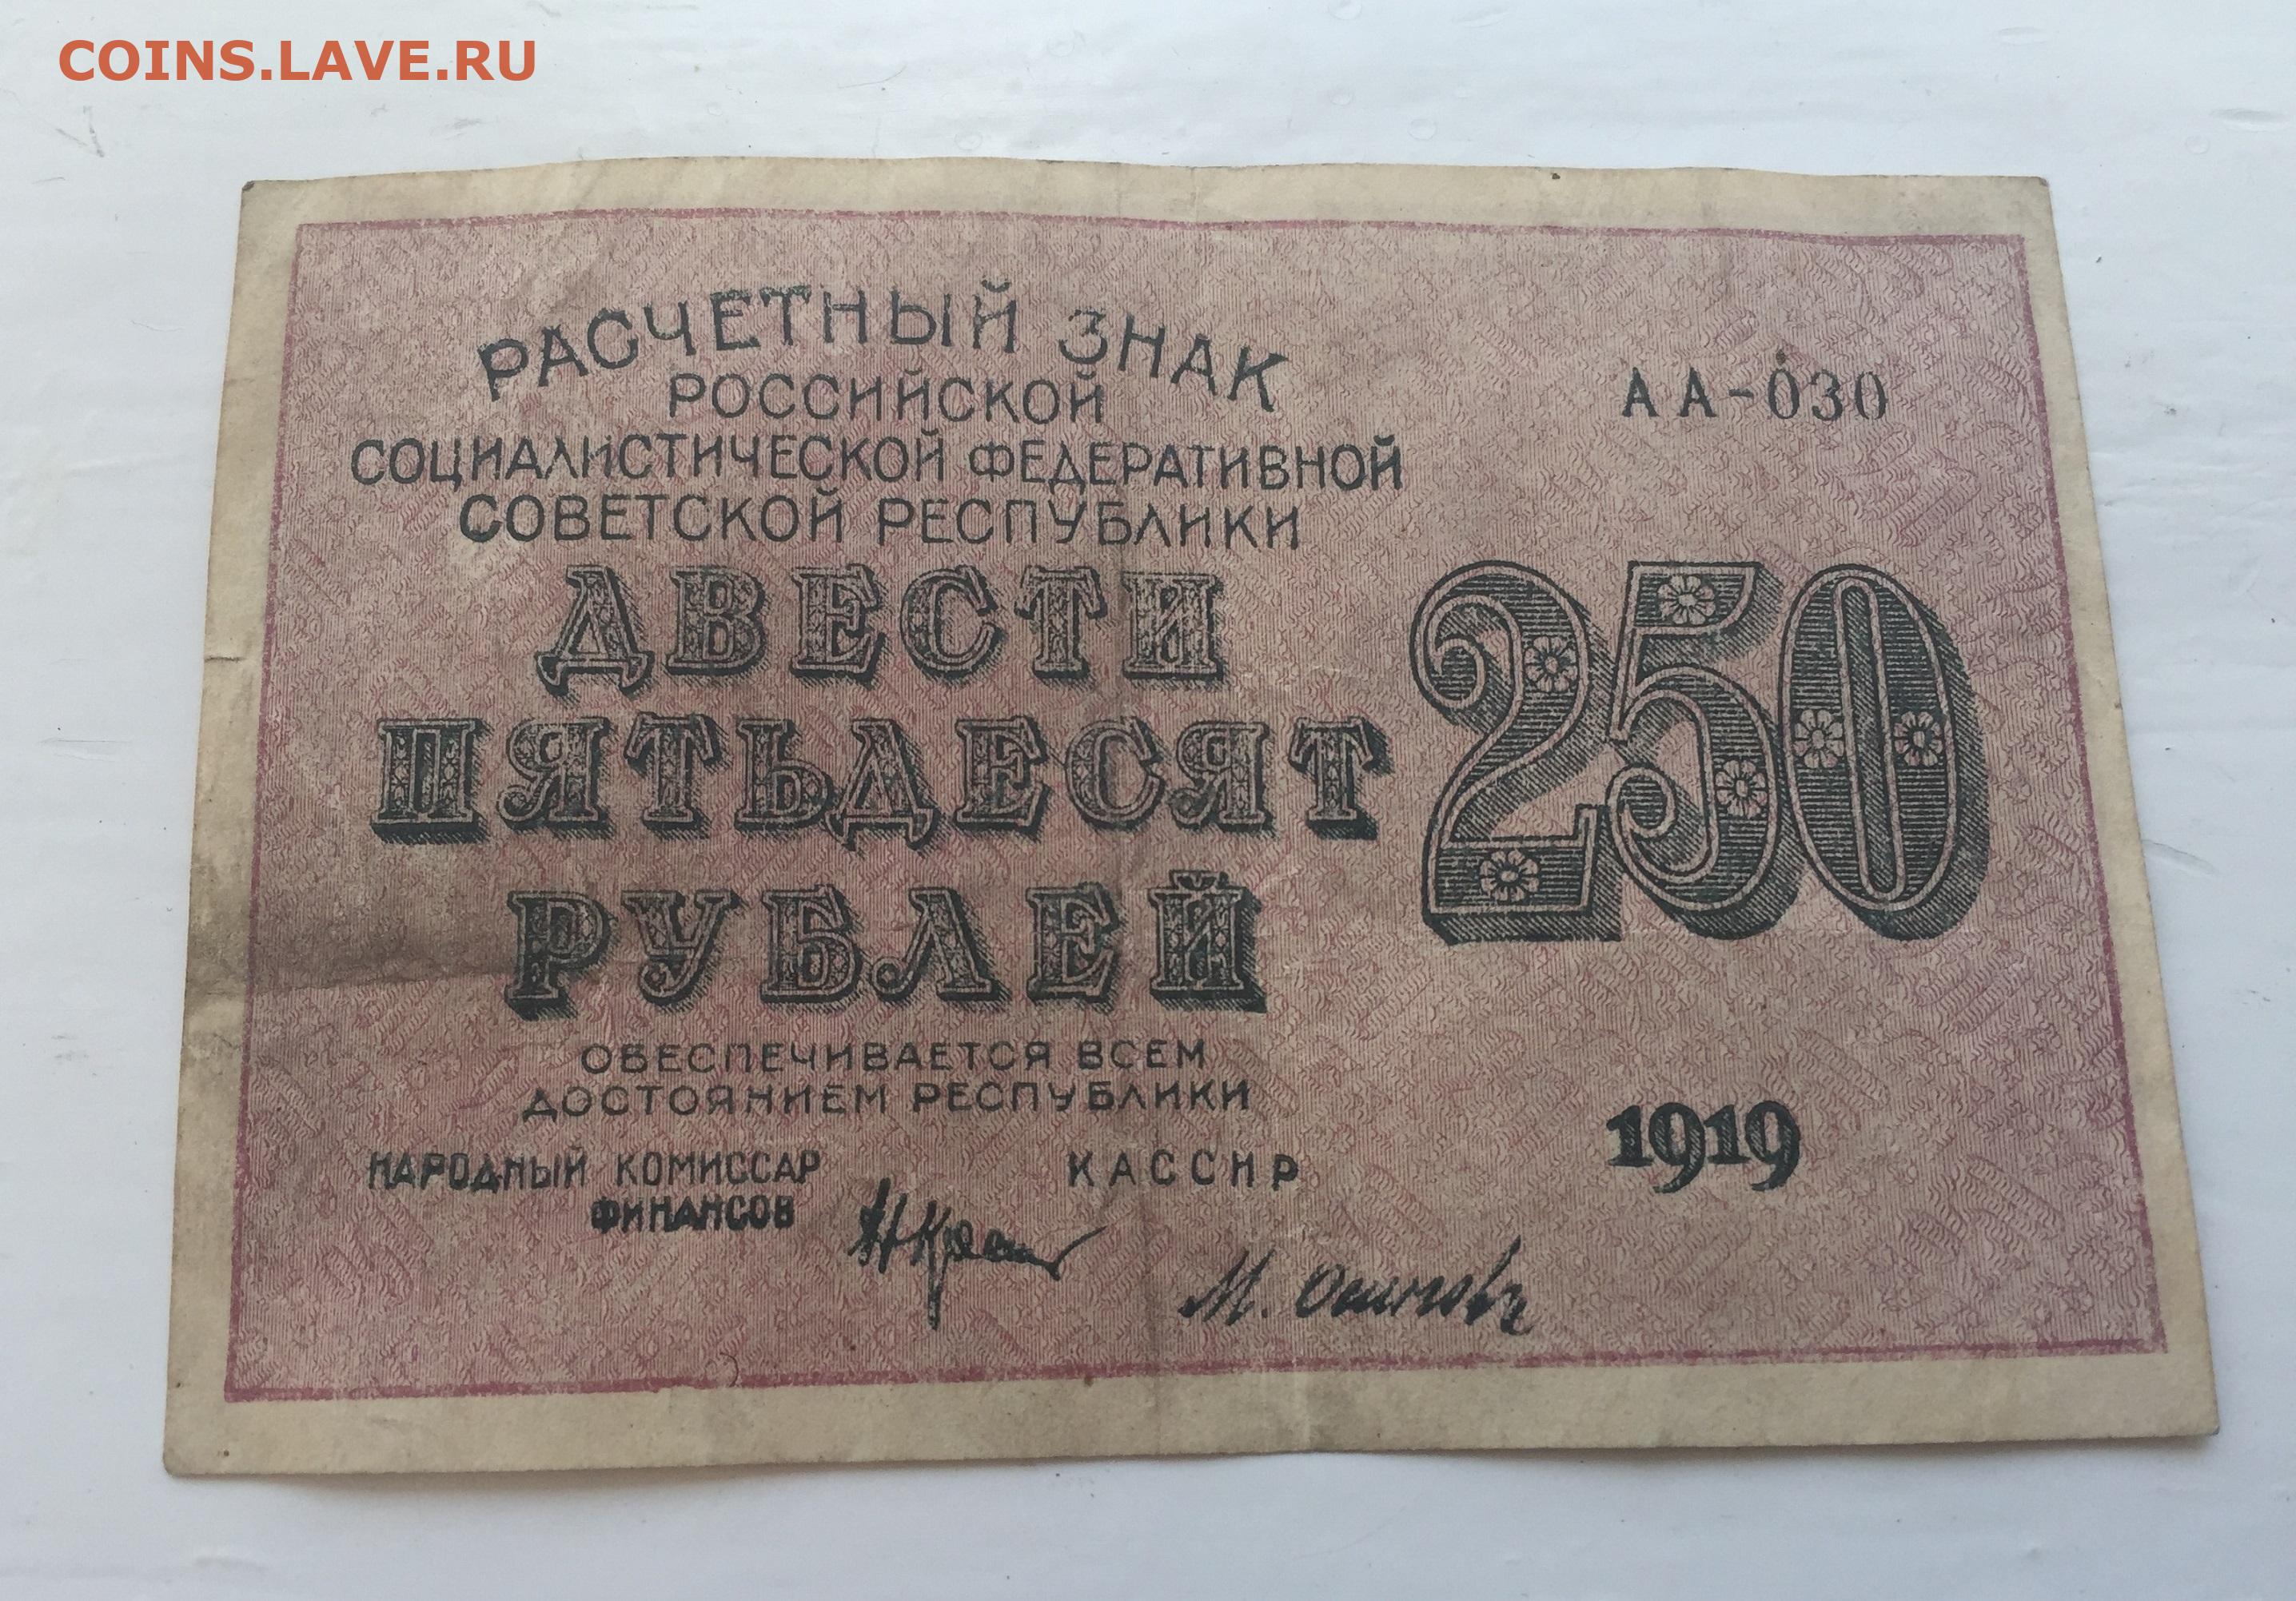 COINS.LAVE.RU
РАСЧЕТНЫЙ ЗНАК
РОССИЙСКОЙ
СОЦИАЛИСТИЧЕСКОЙ ФЕДЕРАТИВНОЙ
СОВЕТСКОЙ РЕСПУБЛИКИ
АА-030
ДВЕСТИ
ПЯТЬДЕСЯТ
РУБЛЕЙ
250
ОБЕСПЕЧИВАЕТСЯ ВСЕМ
ДОСТОЯНИЕМ РЕСПУБЛИКИ
НАРОДНЫЙ КОМИССАР
ФИНАНСОВ
КАССИР
1919
М. Осиповъ